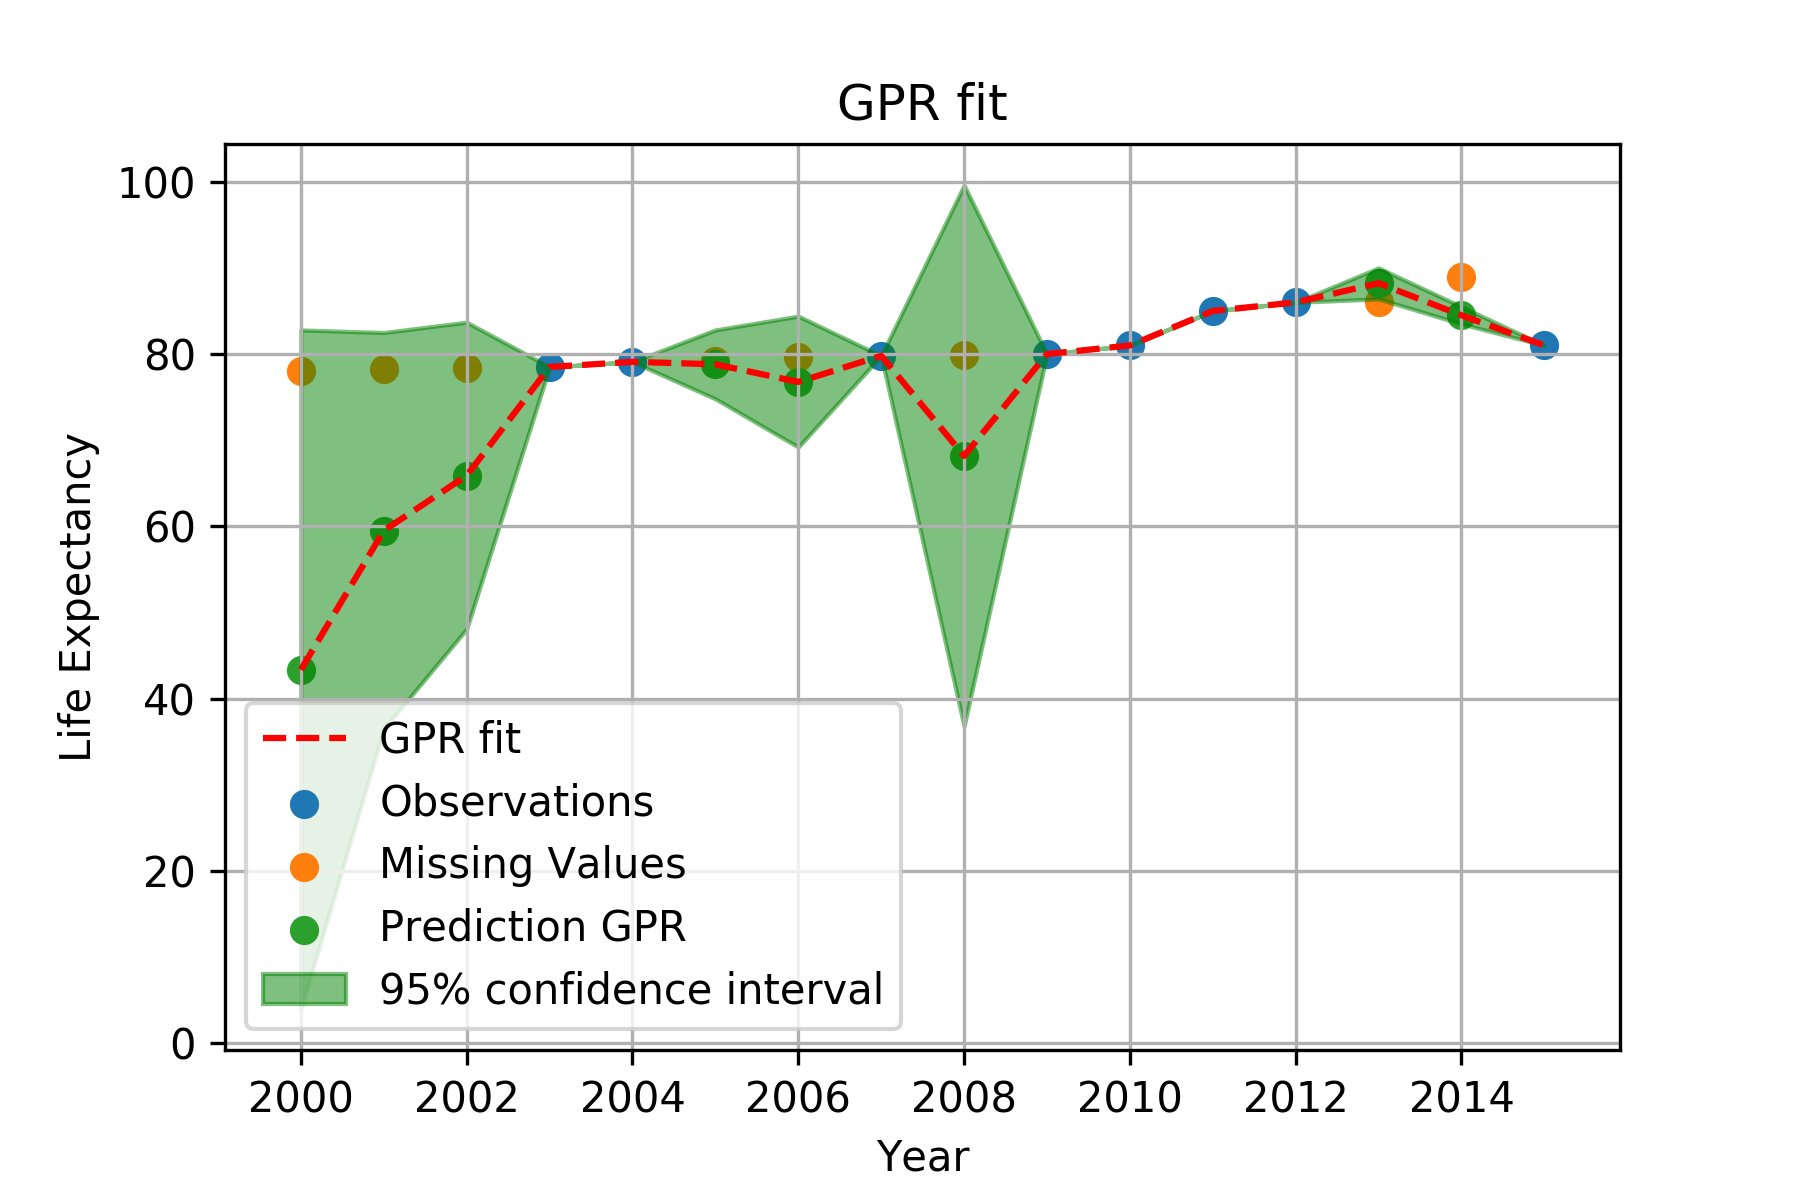 GPR fit
100
80
60
40
20
0
Life Expectancy
GPR fit
Observations
Missing Values
Prediction GPR
95% confidence interval
2000 2002 2004 2006 2008 2010 2012 2014
Year